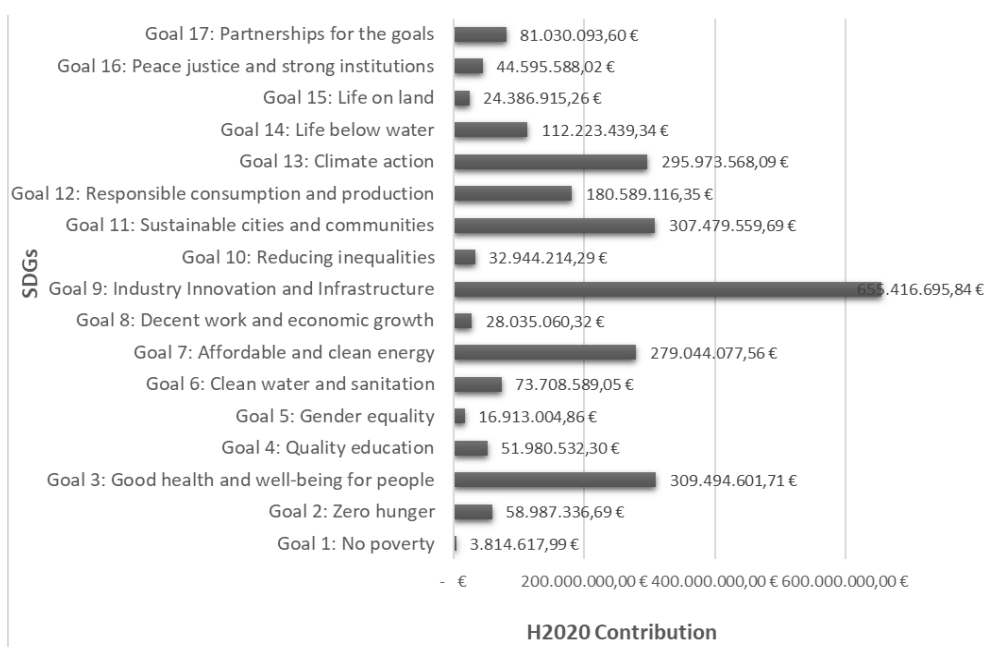 Goal 17: Partnerships for the goals 81.030.093,60 €
Goal 16: Peace justice and strong institutions 44.595.588,02 €
Goal 15: Life on land 24.386.915,26 €
Goal 14: Life below water 112.223.439,34 €
Goal 13: Climate action 295.973.568,09 €
Goal 12: Responsible consumption and production 180.589.116,35 €
Goal 11: Sustainable cities and communities 307.479.559,69 €
Goal 10: Reducing inequalities 32.944.214,29 €
SDGs
Goal 9: Industry Innovation and Infrastructure 655.416.695,84 €
Goal 8: Decent work and economic growth 28.035.060,32 €
Goal 7: Affordable and clean energy 279.044.077,56 €
Goal 6: Clean water and sanitation 73.708.589,05 €
Goal 5: Gender equality 16.913.004,86 €
Goal 4: Quality education 51.980.532,30 €
Goal 3: Good health and well-being for people 309.494.601,71 €
Goal 2: Zero hunger 58.987.336,69 €
Goal 1: No poverty 3.814.617,99 €
- € 200.000.000,00 € 400.000.000,00 € 600.000.000,00 €
H2020 Contribution